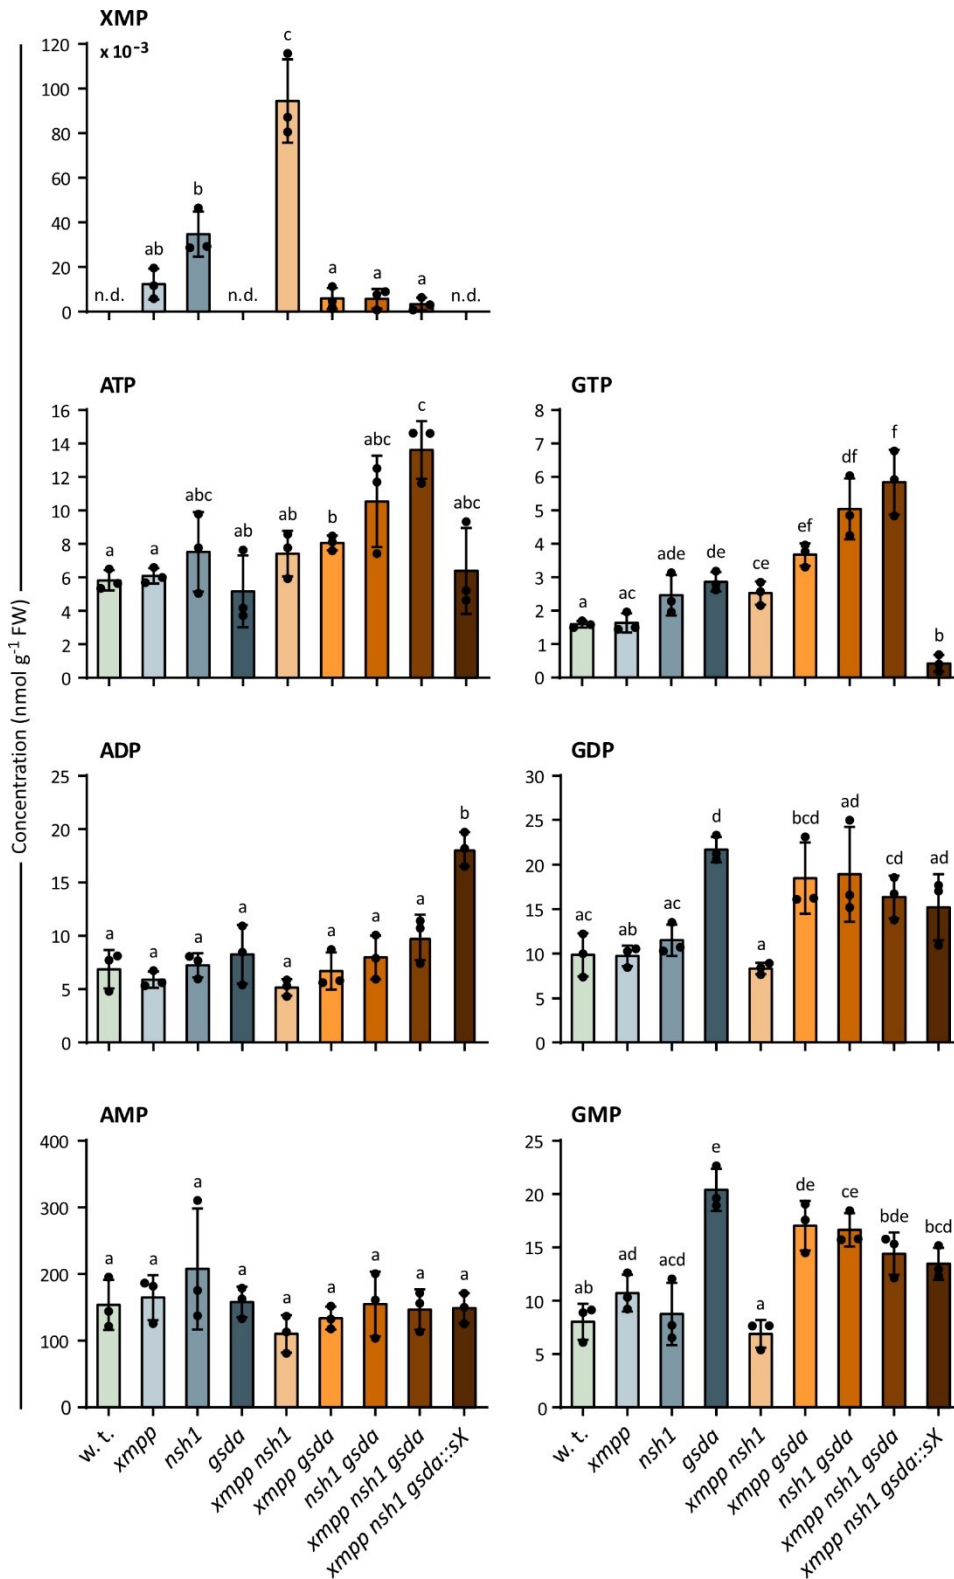 XMP
x 10⁻³
120
100
80
60
40
20
0
n.d.
ab
b
n.d.
c
a
a
a
n.d.
Concentration (nmol g⁻¹ FW)
ATP
16
14
12
10
8
6
4
2
0
a
a
abc
ab
ab
b
abc
c
abc
GTP
8
7
6
5
4
3
2
1
0
a
ac
ade
de
ce
ef
df
f
b
ADP
25
20
15
10
5
0
a
a
a
a
a
a
a
a
b
GDP
30
25
20
15
10
5
0
ac
ab
ac
d
a
bcd
ad
cd
ad
AMP
400
300
200
100
0
a
a
a
a
a
a
a
a
a
GMP
25
20
15
10
5
0
ab
ad
acd
e
a
de
ce
bde
bcd
w. t.
xmpp
nsh1
gsda
xmpp nsh1
xmpp gsda
nsh1 gsda
xmpp nsh1 gsda
xmpp nsh1 gsda::sX
w. t.
xmpp
nsh1
gsda
xmpp nsh1
xmpp gsda
nsh1 gsda
xmpp nsh1 gsda
xmpp nsh1 gsda::sX